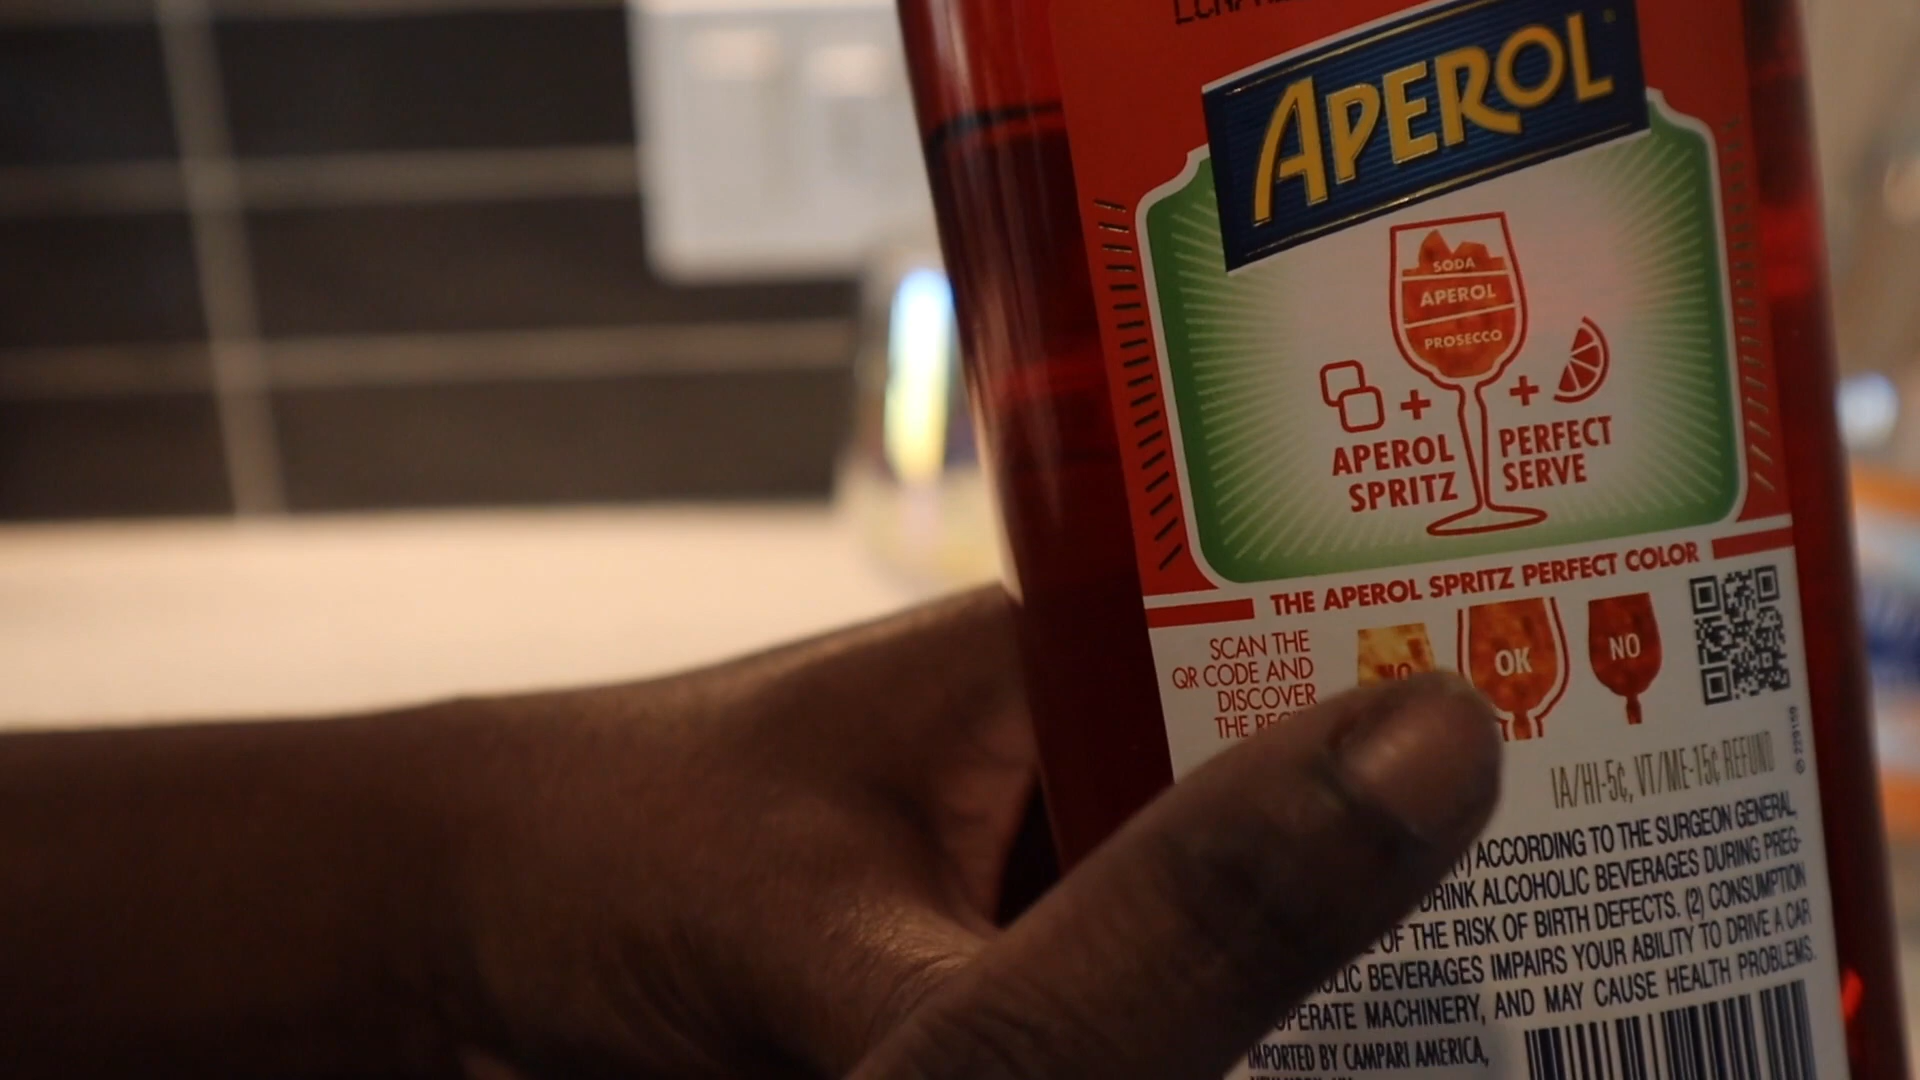 APEROL
SODA
APEROL
PROSECCO
+ +
APEROL SPRITZ
PERFECT SERVE
THE APEROL SPRITZ PERFECT COLOR
SCAN THE
QR CODE AND
DISCOVER
THE
NO
OK
NO
IA/HI-5¢, VT/ME-15¢ REFUND
(1) ACCORDING TO THE SURGEON GENERAL,
DRINK ALCOHOLIC BEVERAGES DURING PREG-
OF THE RISK OF BIRTH DEFECTS. (2) CONSUMPTION
BEVERAGES IMPAIRS YOUR ABILITY TO DRIVE A CAR
OPERATE MACHINERY, AND MAY CAUSE HEALTH PROBLEMS.
IMPORTED BY CAMPARI AMERICA,